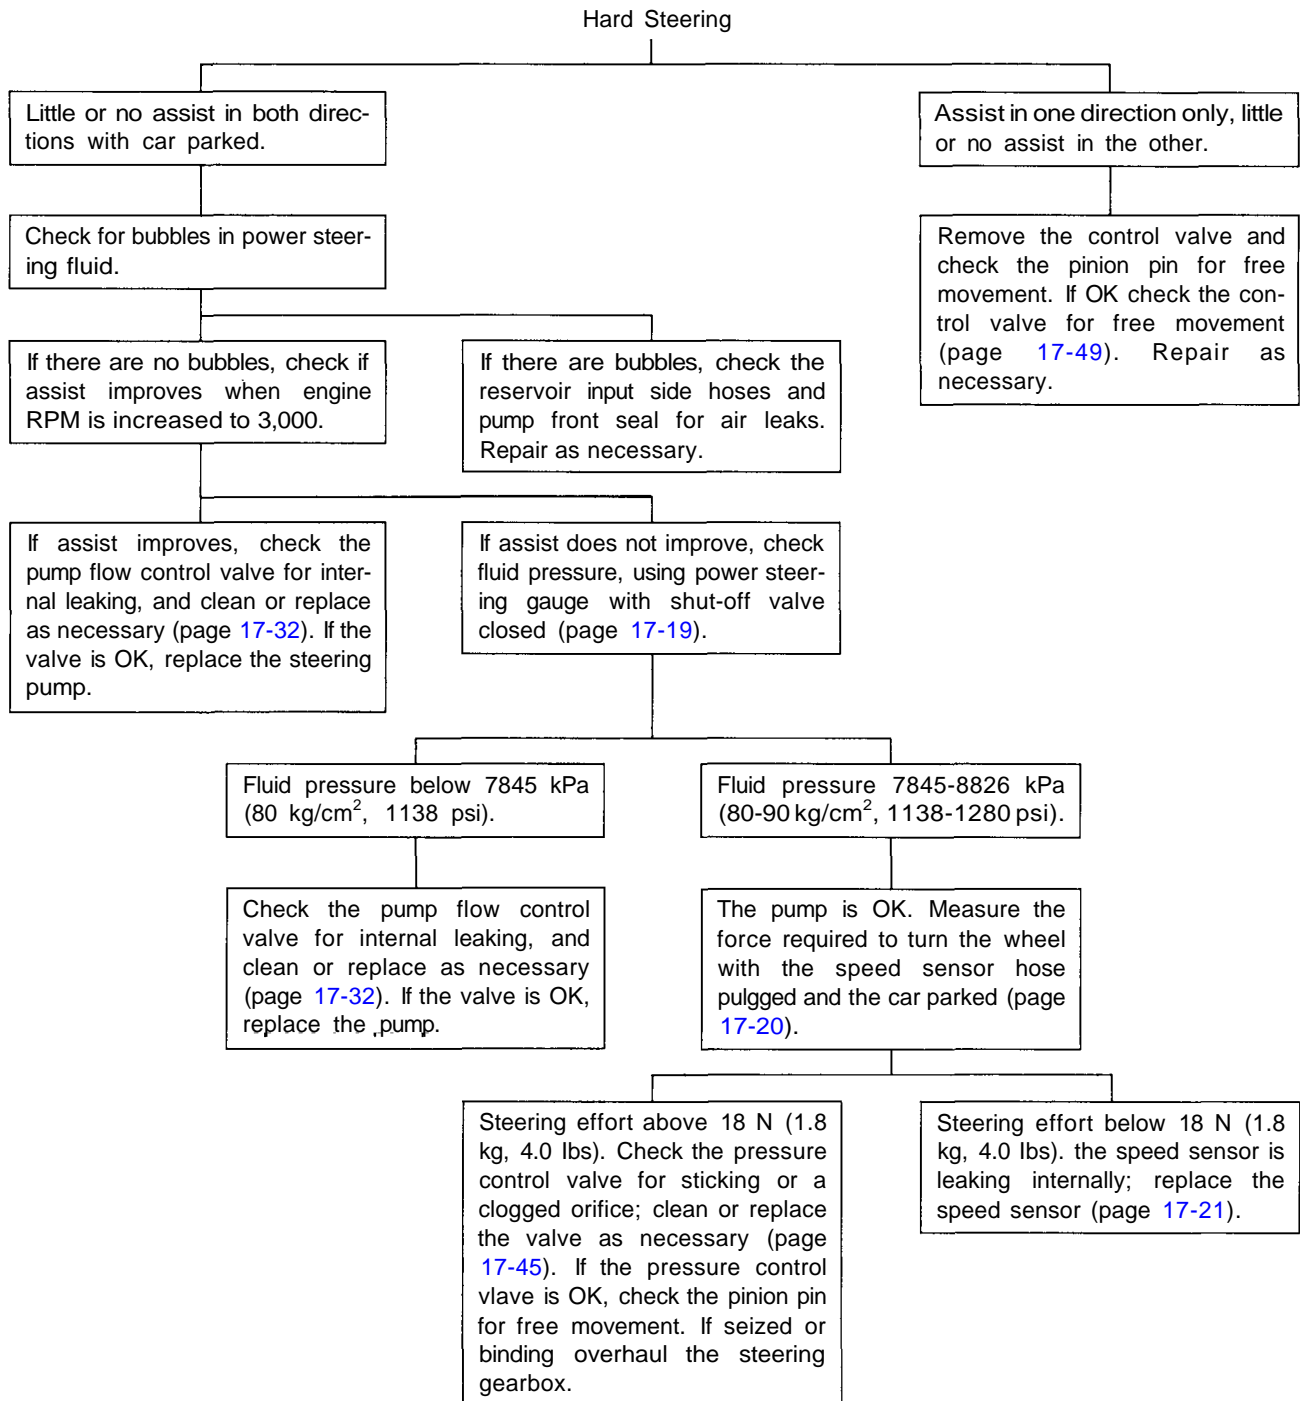 Hard Steering
Little or no assist in both direc-
tions with car parked.
Assist in one direction only, little
or no assist in the other.
Check for bubbles in power steer-
ing fluid.
Remove the control valve and
check the pinion pin for free
movement. If OK check the con-
trol valve for free movement
(page 17-49). Repair as
necessary.
If there are no bubbles, check if
assist improves when engine
RPM is increased to 3,000.
If there are bubbles, check the
reservoir input side hoses and
pump front seal for air leaks.
Repair as necessary.
If assist improves, check the
pump flow control valve for inter-
nal leaking, and clean or replace
as necessary (page 17-32). If the
valve is OK, replace the steering
pump.
If assist does not improve, check
fluid pressure, using power steer-
ing gauge with shut-off valve
closed (page 17-19).
Fluid pressure below 7845 kPa
(80 kg/cm², 1138 psi).
Fluid pressure 7845-8826 kPa
(80-90 kg/cm², 1138-1280 psi).
Check the pump flow control
valve for internal leaking, and
clean or replace as necessary
(page 17-32). If the valve is OK,
replace the pump.
The pump is OK. Measure the
force required to turn the wheel
with the speed sensor hose
pulgged and the car parked (page
17-20).
Steering effort above 18 N (1.8
kg, 4.0 lbs). Check the pressure
control valve for sticking or a
clogged orifice; clean or replace
the valve as necessary (page
17-45). If the pressure control
vlave is OK, check the pinion pin
for free movement. If seized or
binding overhaul the steering
gearbox.
Steering effort below 18 N (1.8
kg, 4.0 lbs). the speed sensor is
leaking internally; replace the
speed sensor (page 17-21).